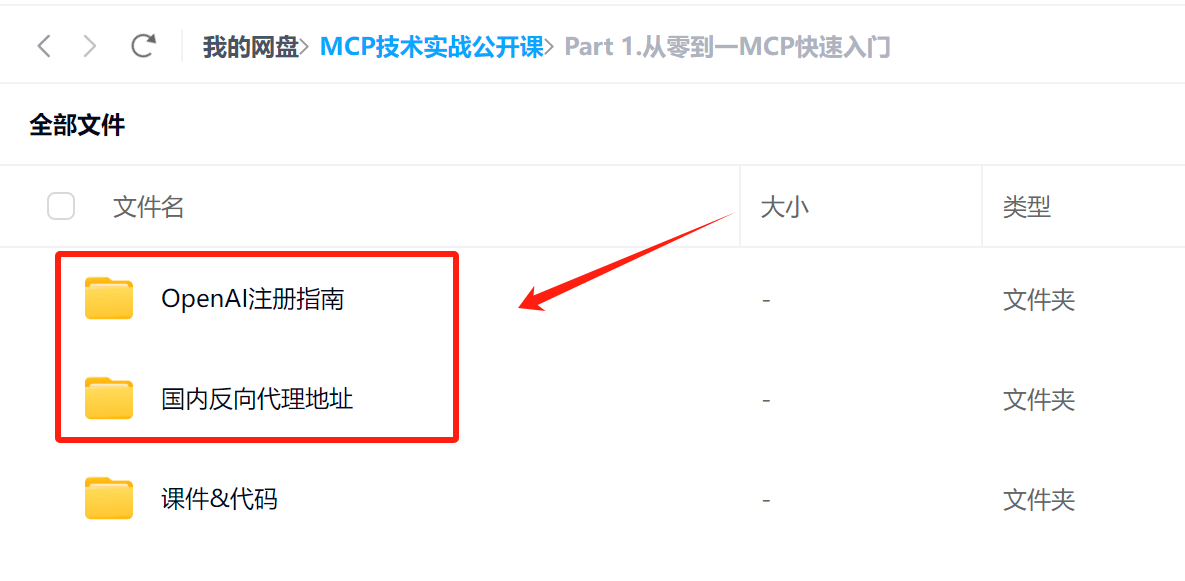 我的网盘> MCP技术实战公开课> Part 1.从零到一MCP快速入门
全部文件
文件名 大小 类型
OpenAI注册指南 - 文件夹
国内反向代理地址 - 文件夹
课件&代码 - 文件夹